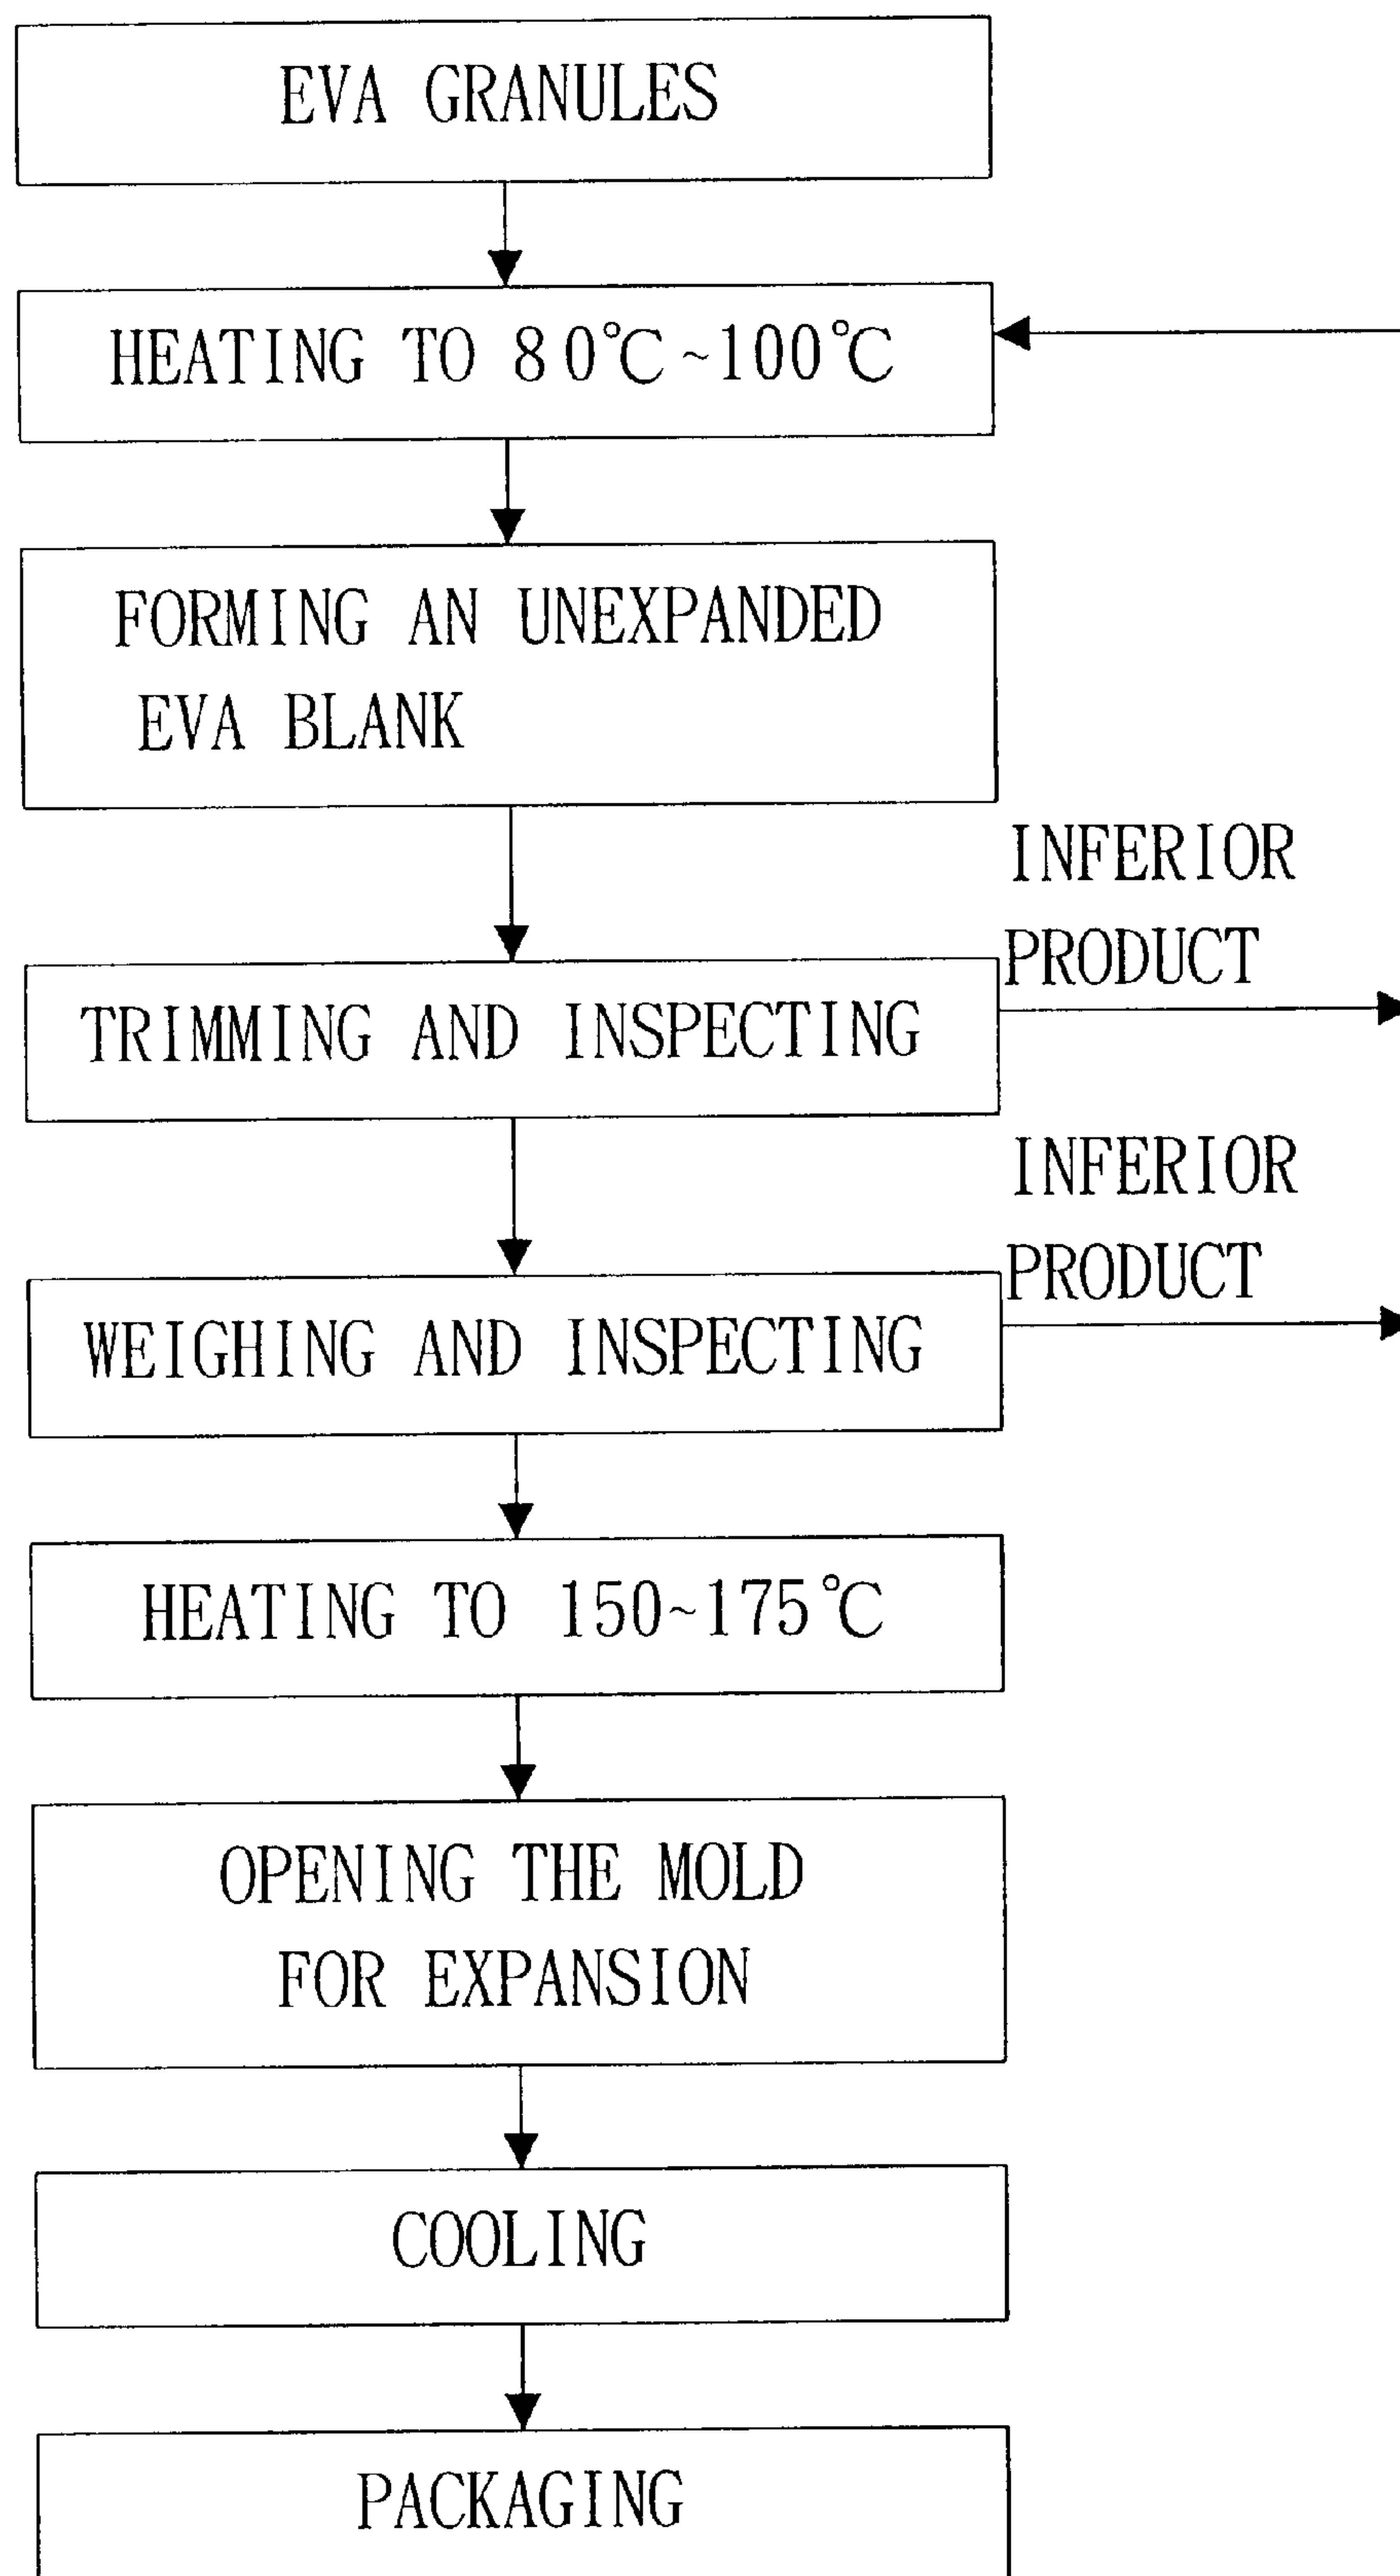 EVA GRANULES
HEATING TO 80℃~100℃
FORMING AN UNEXPANDED
EVA BLANK
INFERIOR
PRODUCT
TRIMMING AND INSPECTING
INFERIOR
PRODUCT
WEIGHING AND INSPECTING
HEATING TO 150~175℃
OPENING THE MOLD
FOR EXPANSION
COOLING
PACKAGING